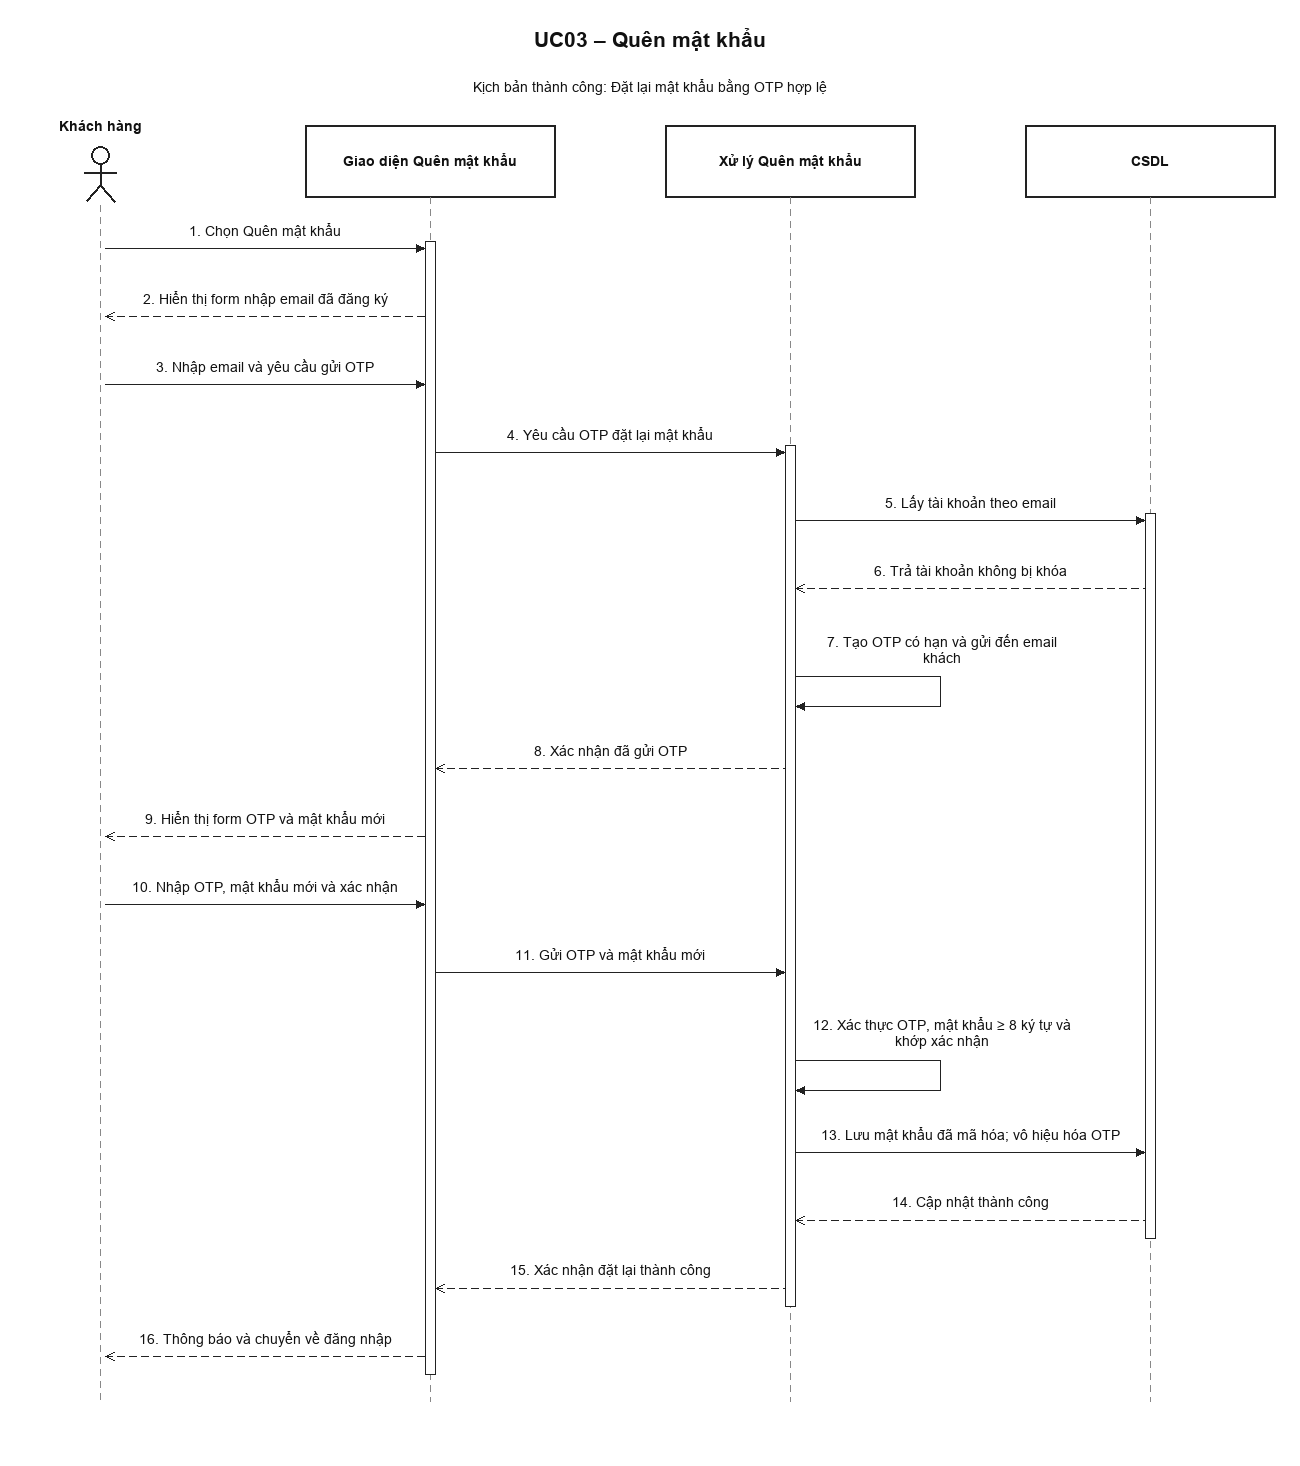 UC03 – Quên mật khẩu
Kịch bản thành công: Đặt lại mật khẩu bằng OTP hợp lệ
Khách hàng
Giao diện Quên mật khẩu
Xử lý Quên mật khẩu
CSDL
1. Chọn Quên mật khẩu
2. Hiển thị form nhập email đã đăng ký
3. Nhập email và yêu cầu gửi OTP
4. Yêu cầu OTP đặt lại mật khẩu
5. Lấy tài khoản theo email
6. Trả tài khoản không bị khóa
7. Tạo OTP có hạn và gửi đến email
khách
8. Xác nhận đã gửi OTP
9. Hiển thị form OTP và mật khẩu mới
10. Nhập OTP, mật khẩu mới và xác nhận
11. Gửi OTP và mật khẩu mới
12. Xác thực OTP, mật khẩu ≥ 8 ký tự và
khớp xác nhận
13. Lưu mật khẩu đã mã hóa; vô hiệu hóa OTP
14. Cập nhật thành công
15. Xác nhận đặt lại thành công
16. Thông báo và chuyển về đăng nhập